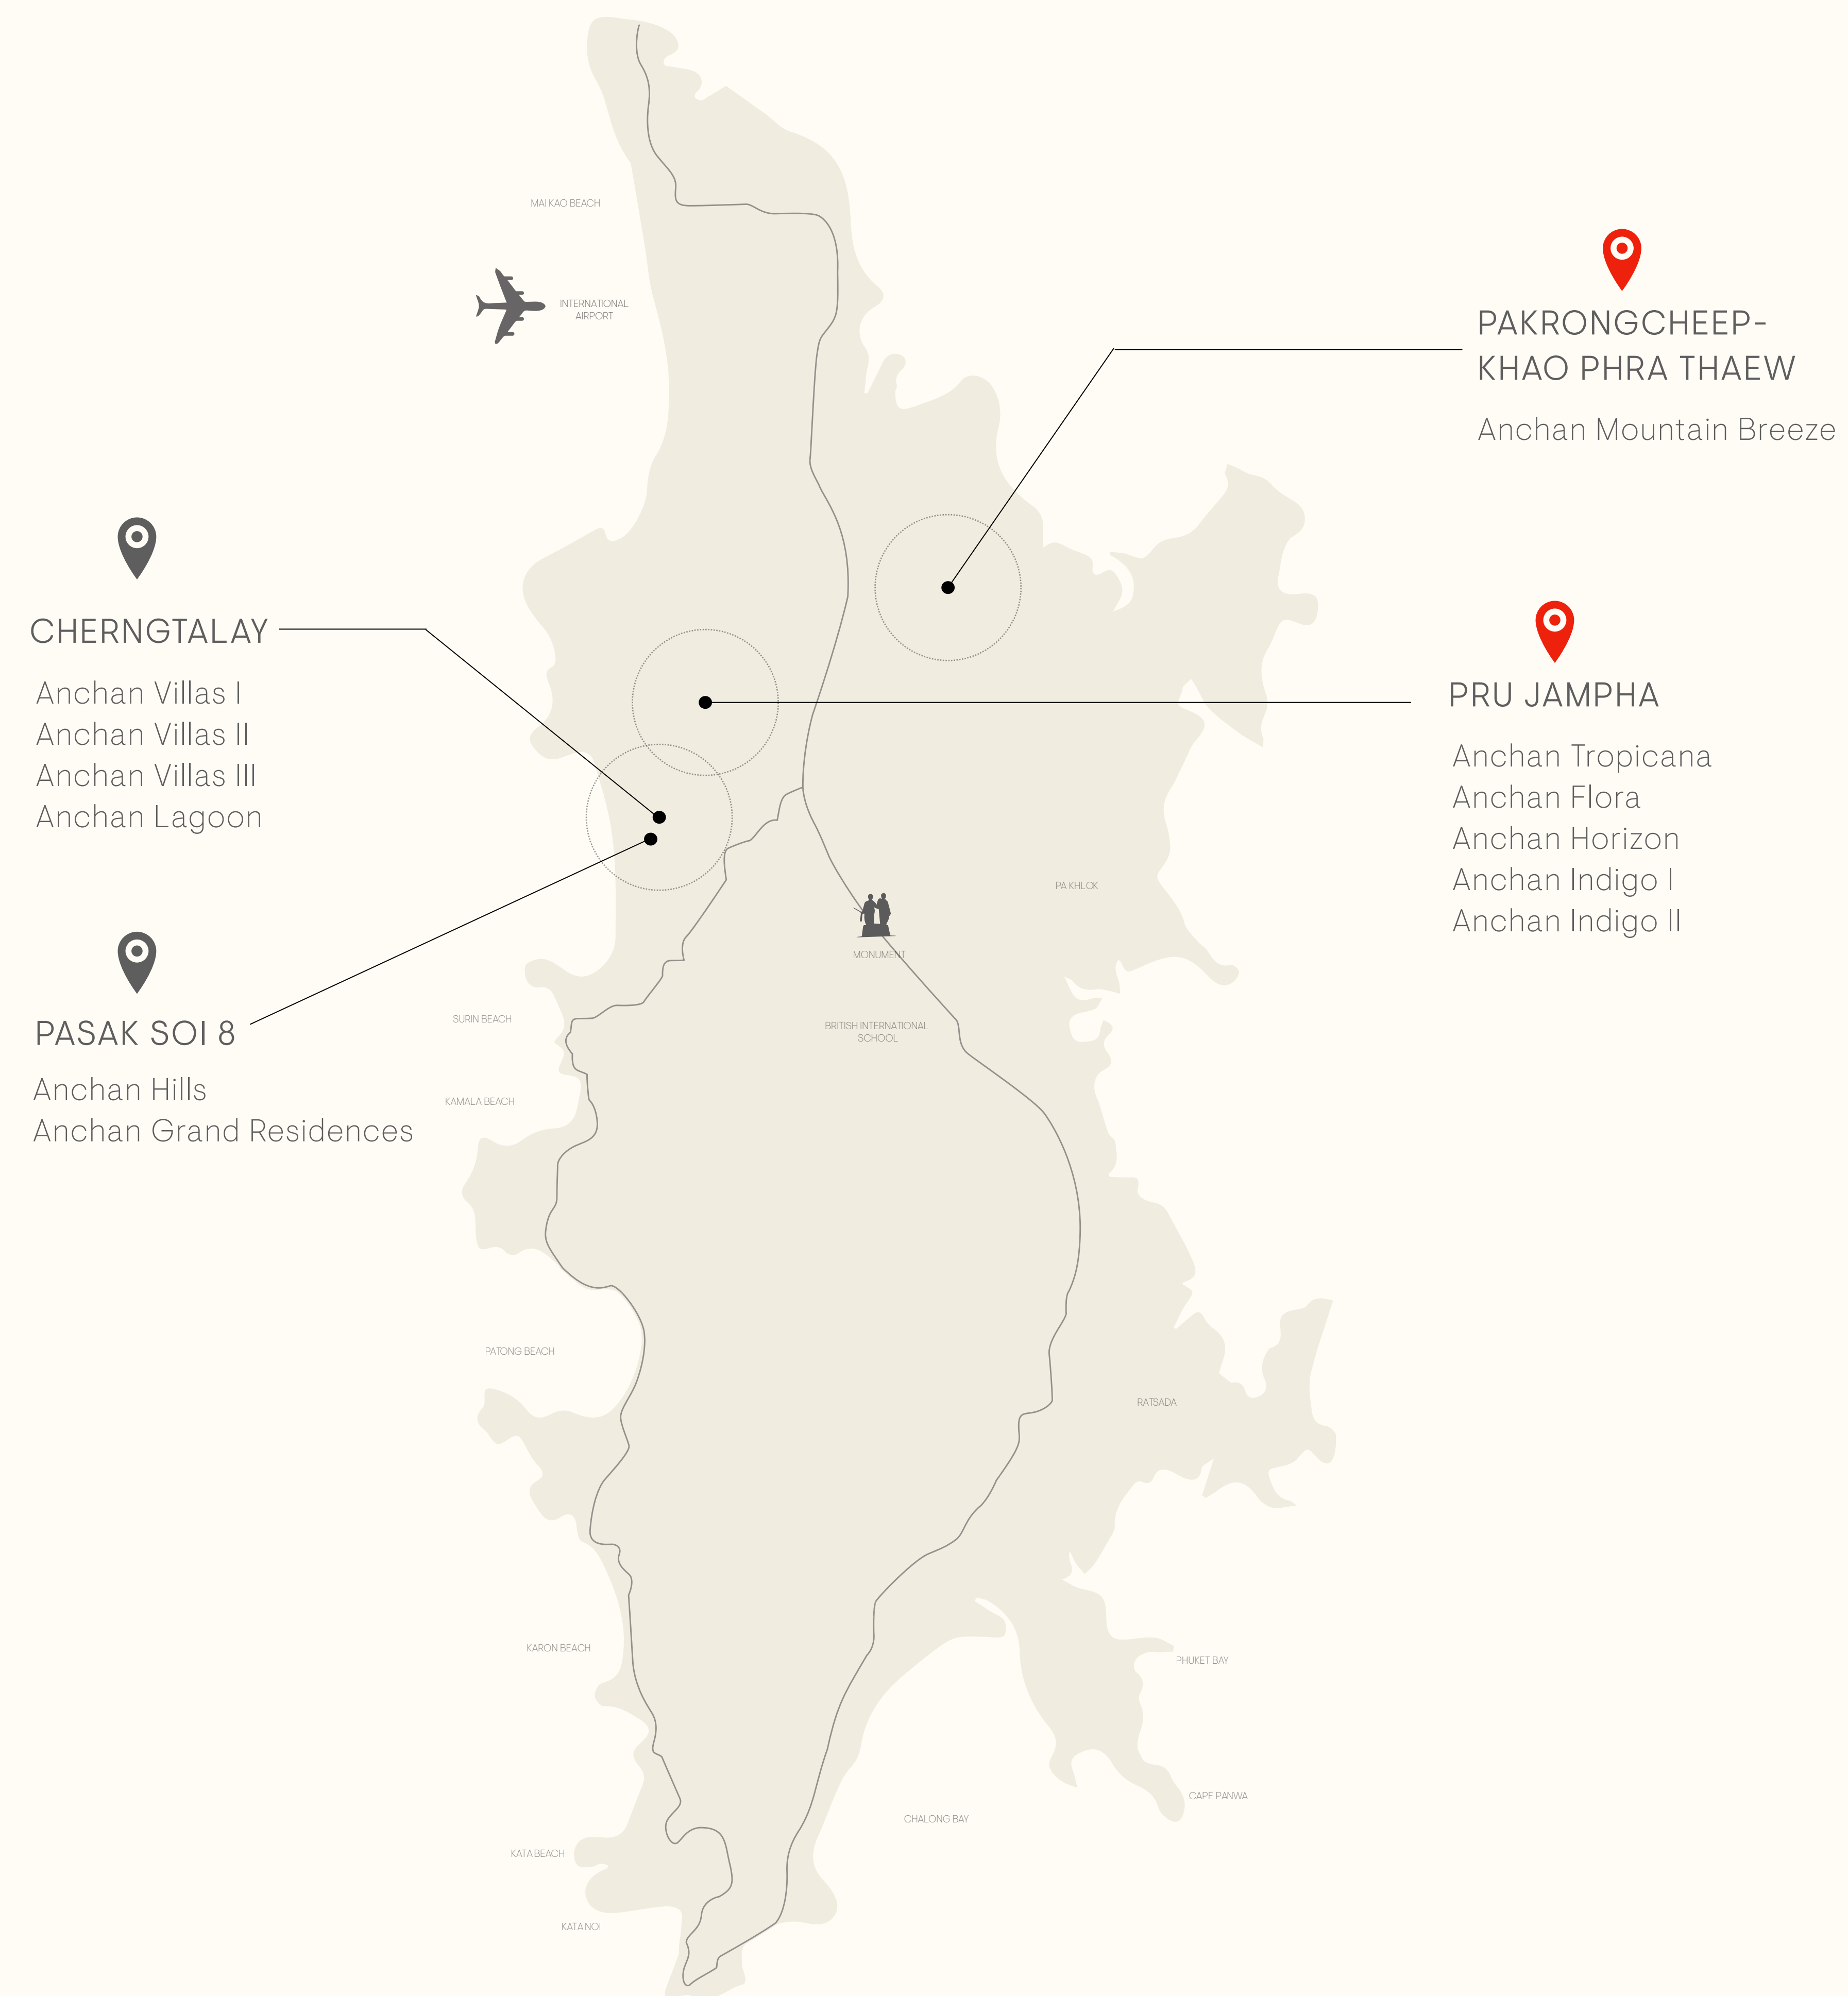 MAI KAO BEACH
INTERNATIONAL
AIRPORT
PAKRONGCHEEP-
KHAO PHRA THAEW
Anchan Mountain Breeze
CHERNGTALAY
Anchan Villas I
Anchan Villas II
Anchan Villas III
Anchan Lagoon
PRU JAMPHA
Anchan Tropicana
Anchan Flora
Anchan Horizon
Anchan Indigo I
Anchan Indigo II
PA KHLOK
MONUMENT
PASAK SOI 8
Anchan Hills
Anchan Grand Residences
SURIN BEACH
BRITISH INTERNATIONAL
SCHOOL
KAMALA BEACH
PATONG BEACH
RATSADA
KARON BEACH
PHUKET BAY
CAPE PANWA
CHALONG BAY
KATA BEACH
KATA NOI